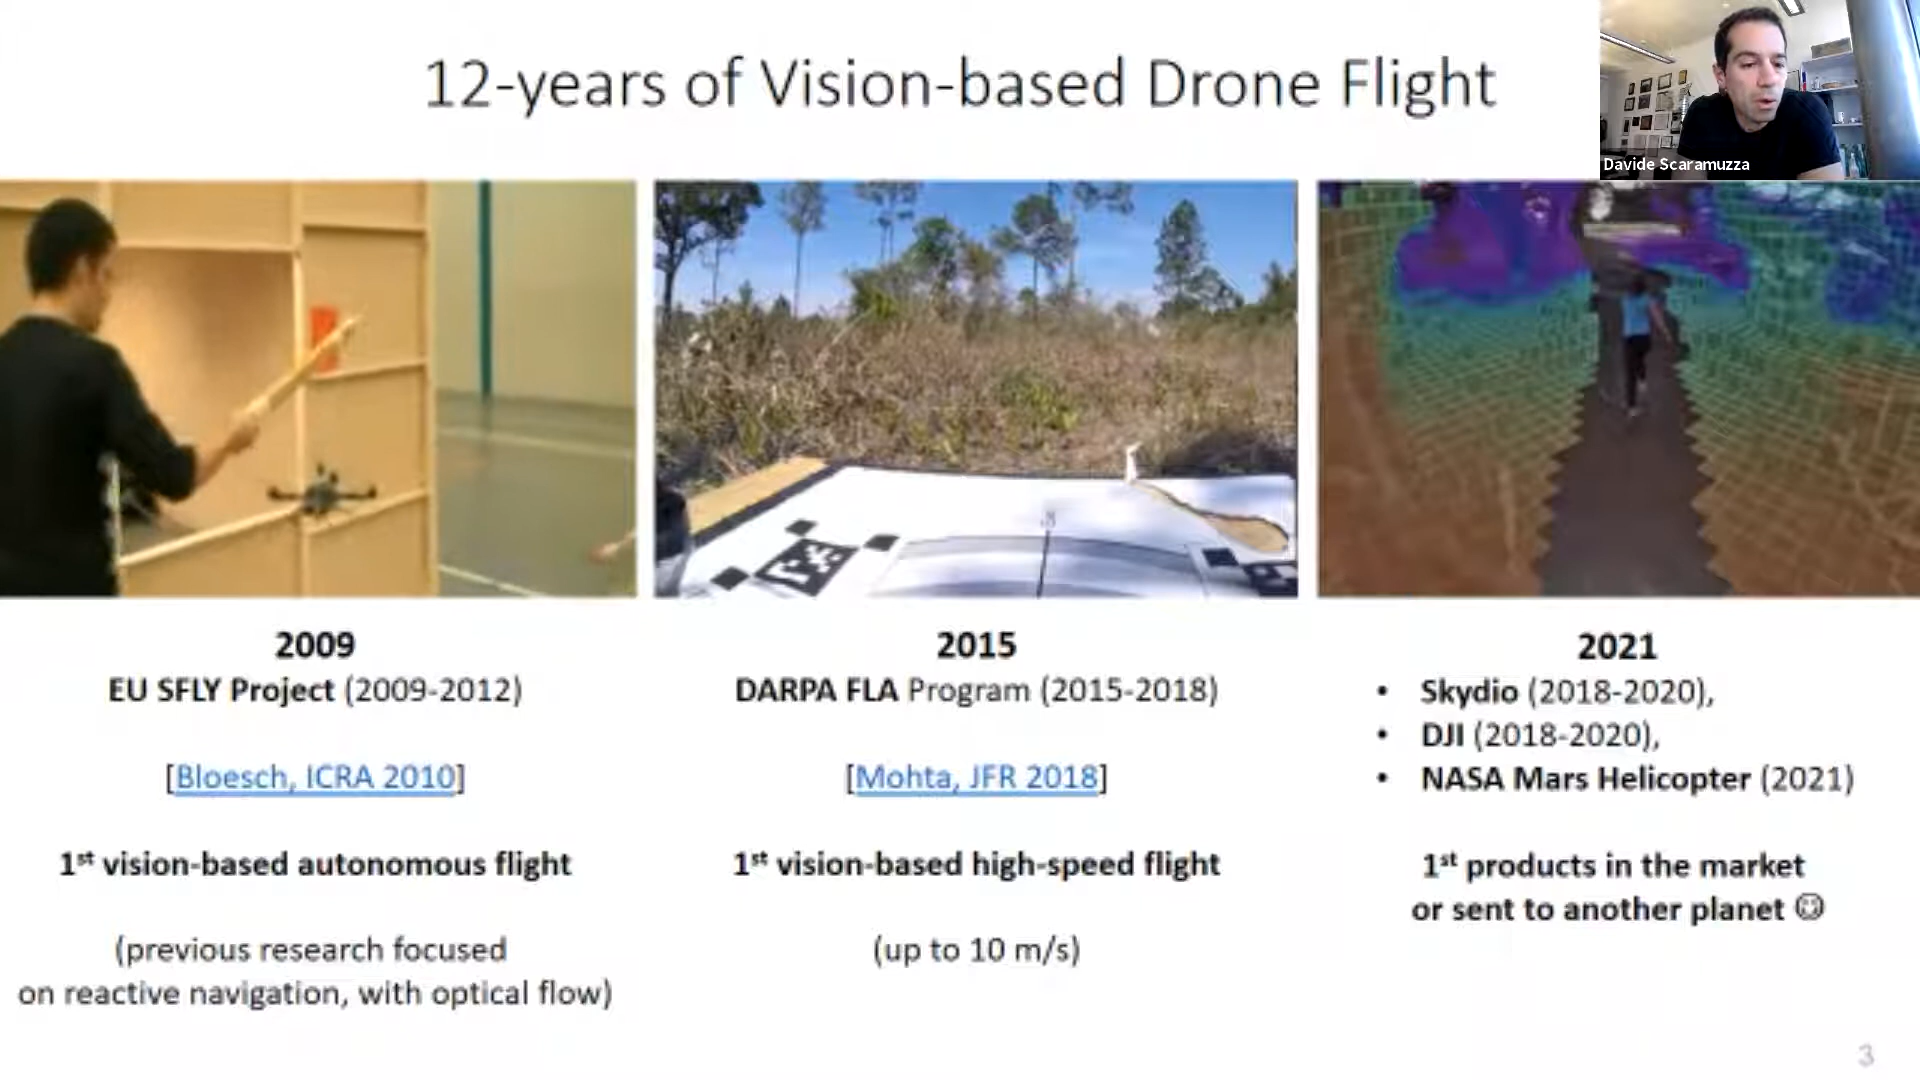 12-years of Vision-based Drone Flight
Davide Scaramuzza
2009
EU SFLY Project (2009-2012)
[Bloesch, ICRA 2010]
1st vision-based autonomous flight
(previous research focused
on reactive navigation, with optical flow)
2015
DARPA FLA Program (2015-2018)
[Mohta, JFR 2018]
1st vision-based high-speed flight
(up to 10 m/s)
2021
• Skydio (2018-2020),
• DJI (2018-2020),
• NASA Mars Helicopter (2021)
1st products in the market
or sent to another planet ☺
3